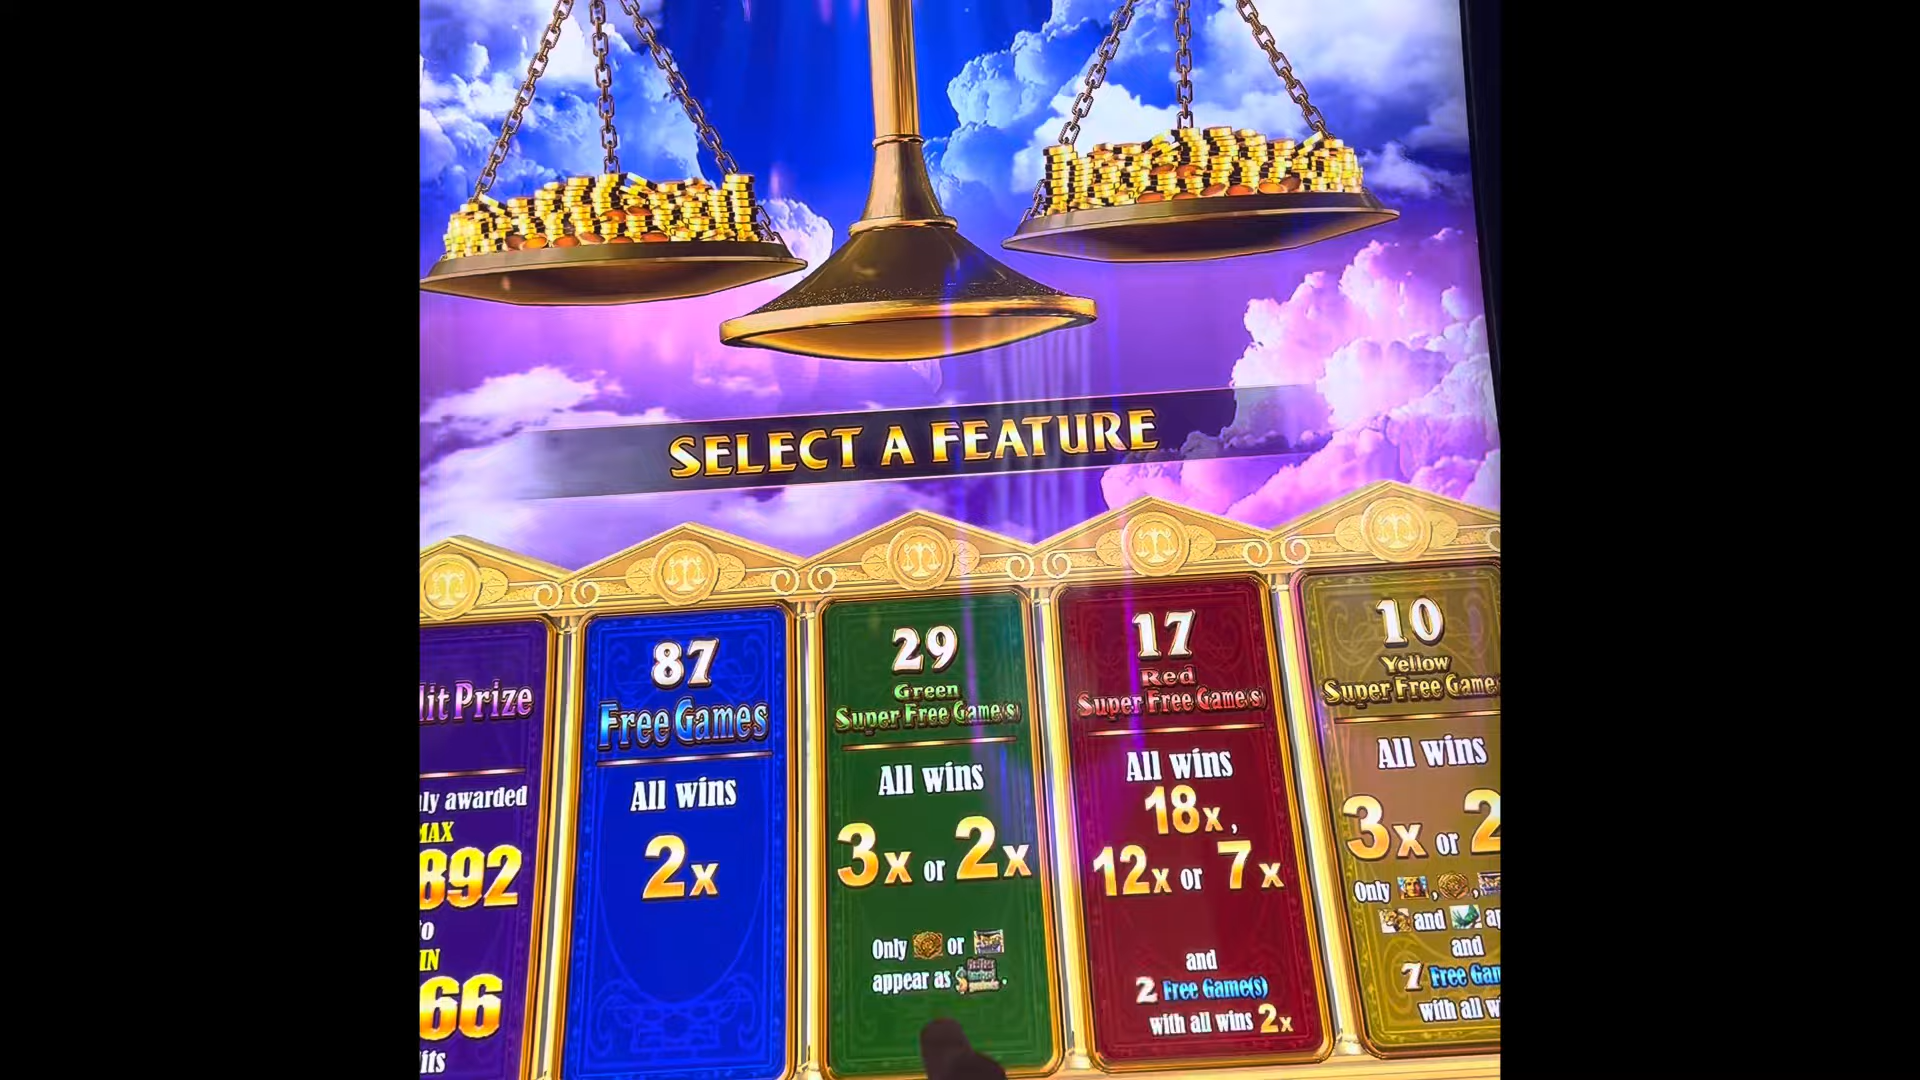 SELECT A FEATURE
lit Prize
ly awarded
MAX
892
to
IN
66
its
87
Free Games
All wins
2x
29
Green
Super Free Game(s)
All wins
3x or 2x
Only or
appear as .
17
Red
Super Free Game(s)
All wins
18x,
12x or 7x
and
2 Free Game(s)
with all wins 2x
10
Yellow
Super Free Game
All wins
3x or 2
Only , ,
and ap
and
7 Free Gam
with all w